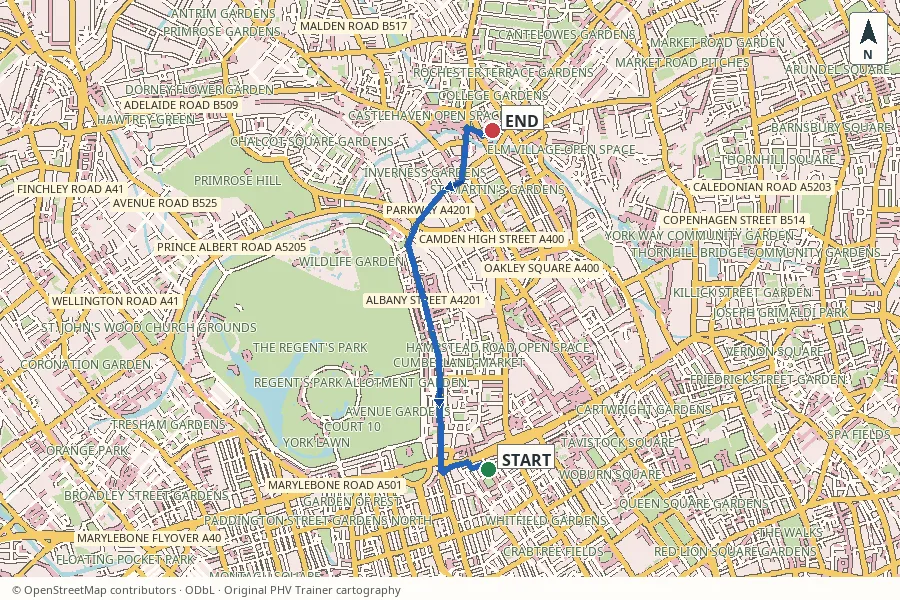 ANTRIM GARDENS
MALDEN ROAD B517
PRIMROSE GARDENS
CANTELOWES GARDENS
MARKET ROAD GARDEN
N
MARKET ROAD PITCHES
ARUNDEL SQUARE
ROCHESTER TERRACE GARDENS
DORNEY FLOWER GARDEN
COLLEGE GARDENS
ADELAIDE ROAD B509
HAWTREY GREEN
CASTLEHAVEN OPEN SPAC
END
BARNSBURY SQUARE
CHALCOT SQUARE GARDENS
ELM VILLAGE OPEN SPACE
THORNHILL SQUARE
INVERNESS GARDENS
PRIMROSE HILL
FINCHLEY ROAD A41
ST MARTIN'S GARDENS
CALEDONIAN ROAD A5203
AVENUE ROAD B525
PARKWAY A4201
COPENHAGEN STREET B514
YORK WAY COMMUNITY GARDEN
CAMDEN HIGH STREET A400
PRINCE ALBERT ROAD A5205
THORNHILL BRIDGE COMMUNITY GARDENS
WILDLIFE GARDEN
OAKLEY SQUARE A400
KILLICK STREET GARDEN
WELLINGTON ROAD A41
ALBANY STREET A4201
JOSEPH GRIMALDI PARK
ST. JOHN'S WOOD CHURCH GROUNDS
THE REGENT'S PARK
HAMPSTEAD ROAD OPEN SPACE
VERNON SQUARE
CORONATION GARDEN
CUMBERLAND MARKET
REGENT'S PARK ALLOTMENT GARDEN
FRIEDRICK STREET GARDEN
AVENUE GARDENS
CARTWRIGHT GARDENS
TRESHAM GARDENS
COURT 10
SPA FIELDS
YORK LAWN
TAVISTOCK SQUARE
ORANGE PARK
START
WOBURN SQUARE
MARYLEBONE ROAD A501
BROADLEY STREET GARDENS
GARDEN OF REST
QUEEN SQUARE GARDENS
PADDINGTON STREET GARDENS NORTH
WHITFIELD GARDENS
THE WALKS
MARYLEBONE FLYOVER A40
CRABTREE FIELDS
RED LION SQUARE GARDENS
FLOATING POCKET PARK
MONTAGU SQUARE
© OpenStreetMap contributors · ODbL · Original PHV Trainer cartography